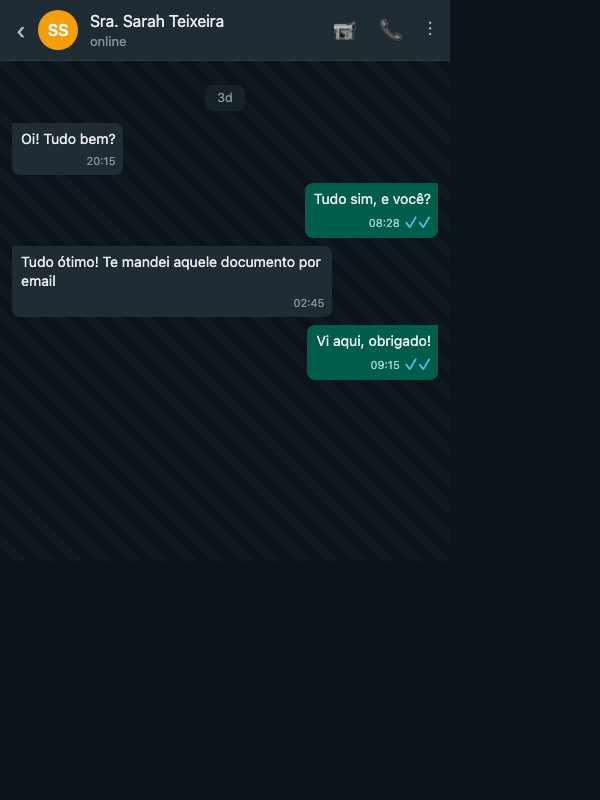 SS
Sra. Sarah Teixeira
online
3d
Oi! Tudo bem?
20:15
Tudo sim, e você?
08:28
Tudo ótimo! Te mandei aquele documento por
email
02:45
Vi aqui, obrigado!
09:15